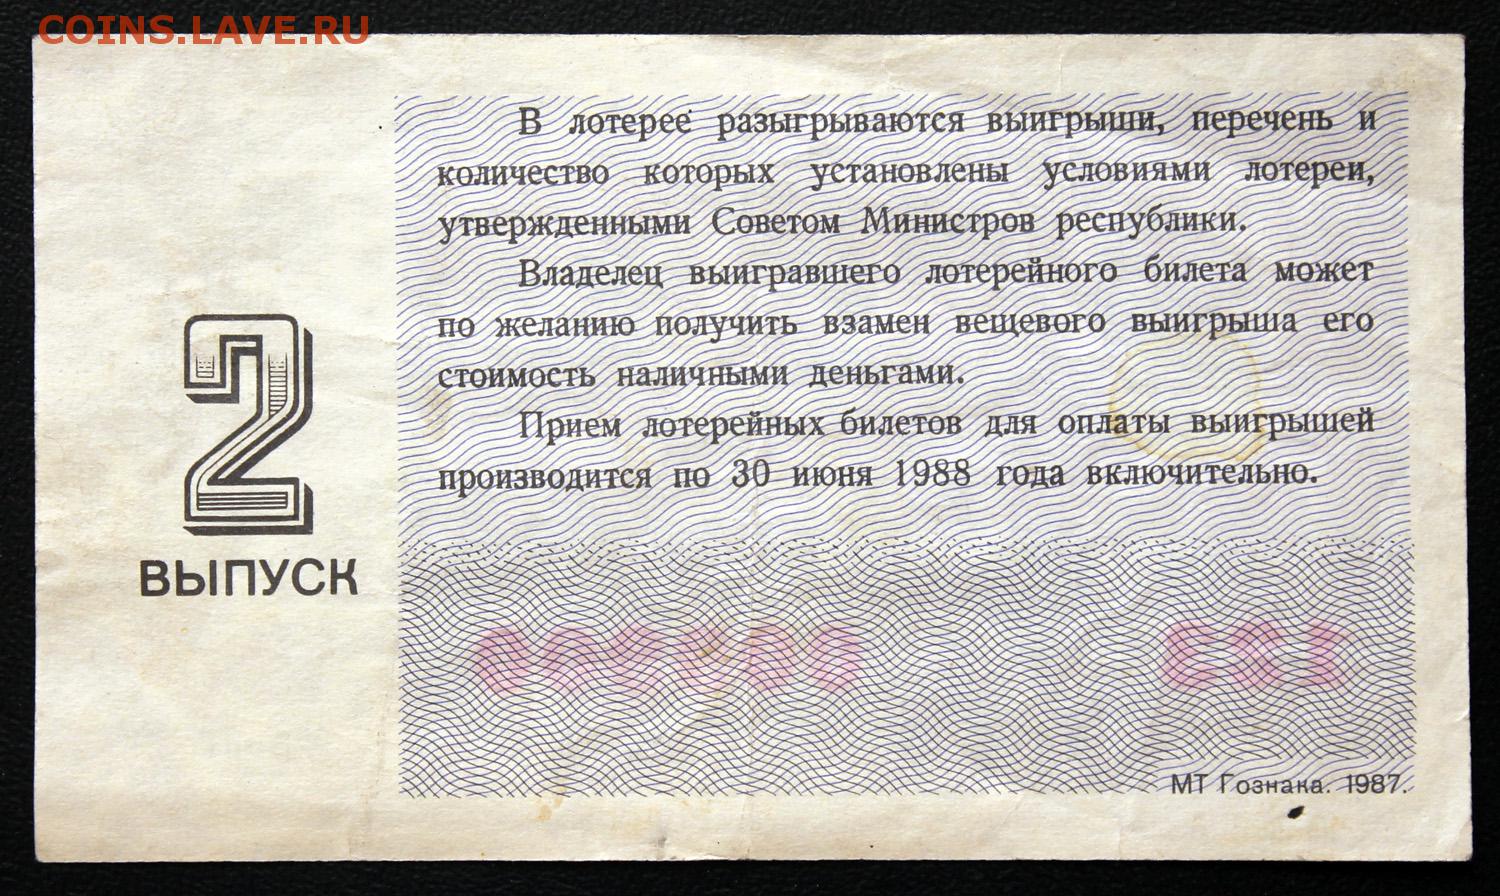 COINS.LAVE.RU
В лотерее разыгрываются выигрыши, перечень и
количество которых установлены условиями лотереи,
утвержденными Советом Министров республики.
Владелец выигравшего лотерейного билета может
по желанию получить взамен вещевого выигрыша его
стоимость наличными деньгами.
Прием лотерейных билетов для оплаты выигрышей
производится по 30 июня 1988 года включительно.
2
ВЫПУСК
МТ Гознака. 1987.